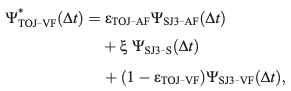 Ψ*TOJ–VF(Δt) = εTOJ–AFΨSJ3–AF(Δt)
+ ξ ΨSJ3–S(Δt)
+ (1 − εTOJ–VF)ΨSJ3–VF(Δt),